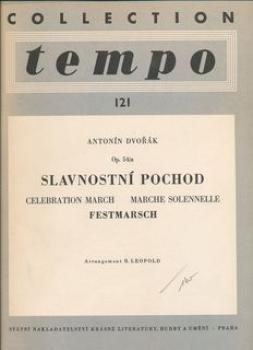 COLLECTION
tempo
121
ANTONÍN DVOŘÁK
Op. 54/a
SLAVNOSTNÍ POCHOD
CELEBRATION MARCH MARCHE SOLENNELLE
FESTMARSCH
Arrangement B. LEOPOLD
STÁTNÍ NAKLADATELSTVÍ KRÁSNÉ LITERATURY, HUDBY A UMĚNÍ - PRAHA